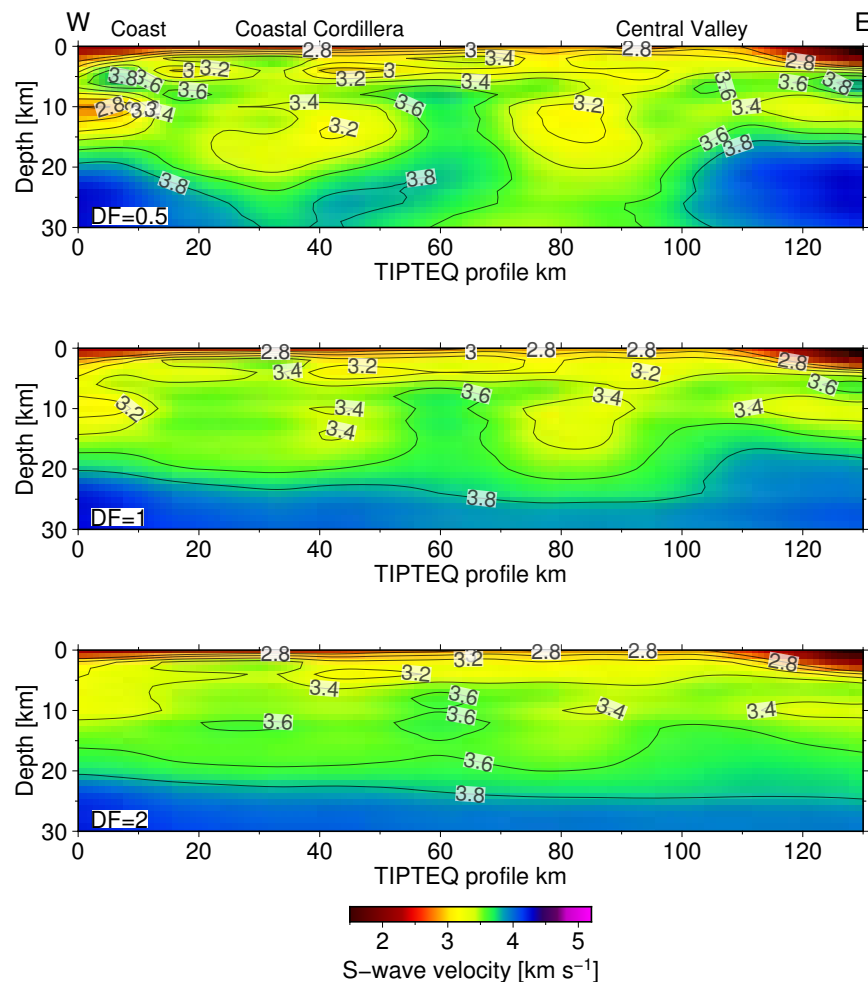 W E
Coast Coastal Cordillera Central Valley
2.8 3 3.4 2.8 2.8
3 3.2 3.2 3 3.4 3.6
3.8 3.6 3.6 3.6 3.8
2.8 3 3.4 3.4 3.6 3.2 3.4
3.2 3.6 3.8
3.8 3.8
0
10
20
30
Depth [km]
DF=0.5
0 20 40 60 80 100 120
TIPTEQ profile km
2.8 3 2.8 2.8
3.4 3.2 3.2 3.6
3.6
3.2 3.4 3.4 3.4
3.4
3.8
0
10
20
30
Depth [km]
DF=1
0 20 40 60 80 100 120
TIPTEQ profile km
2.8 3.2 2.8 2.8
3.4 3.2
3.6
3.6 3.6 3.4 3.4
3.6
3.8
0
10
20
30
Depth [km]
DF=2
0 20 40 60 80 100 120
TIPTEQ profile km
2 3 4 5
S−wave velocity [km s⁻¹]